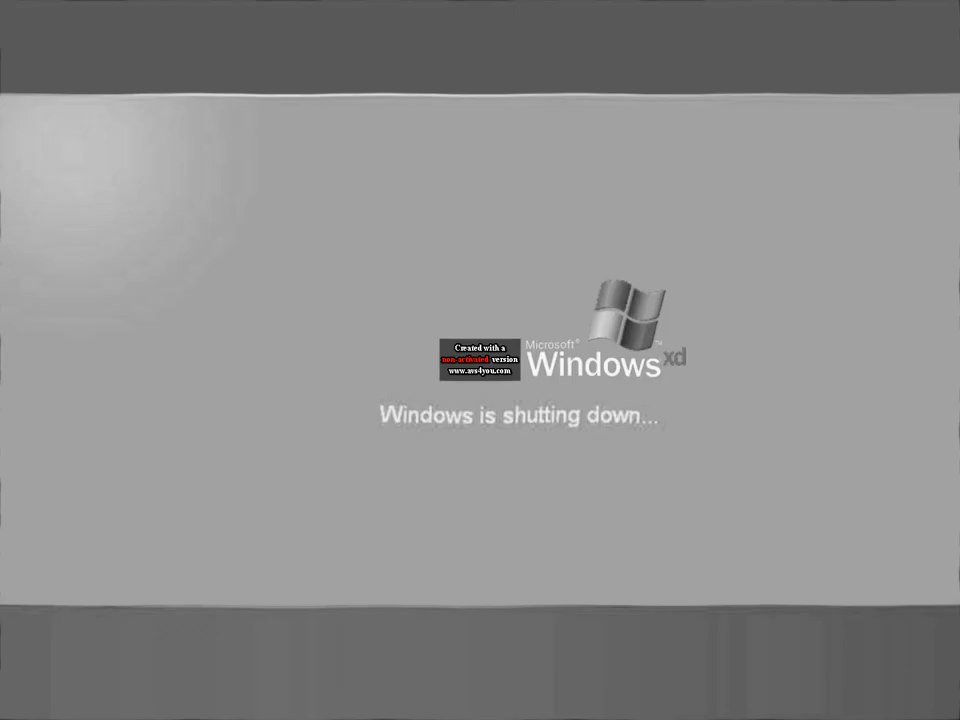 Created with a
non-activated version
www.avs4you.com
Microsoft®
Windows xd
Windows is shutting down...